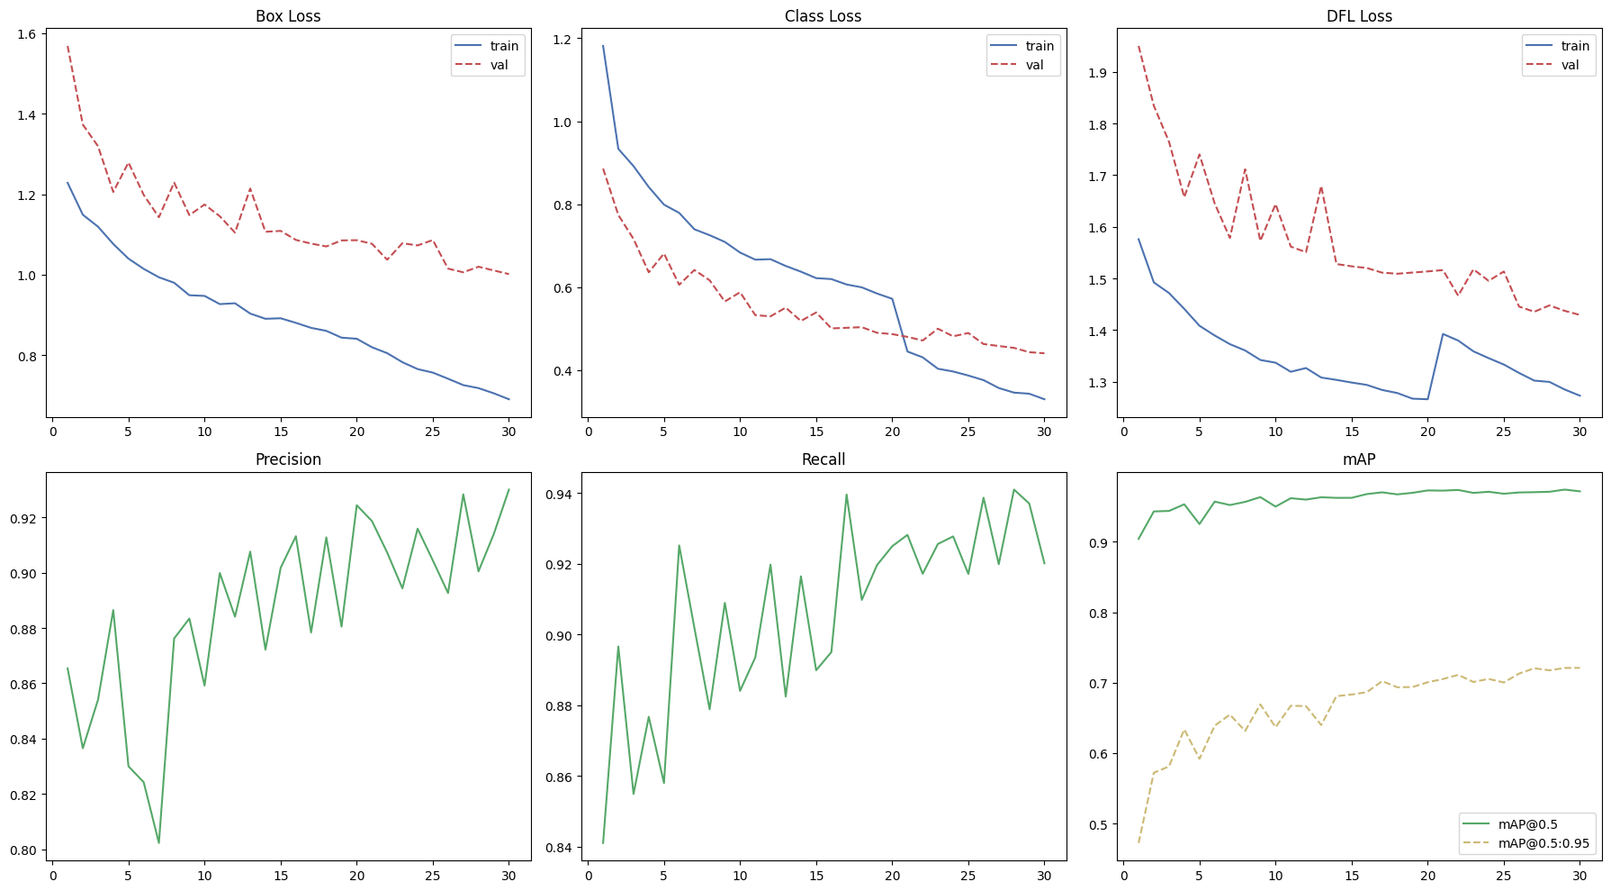 Box Loss
1.6
1.4
1.2
1.0
0.8
train
val
0 5 10 15 20 25 30
Class Loss
1.2
1.0
0.8
0.6
0.4
train
val
0 5 10 15 20 25 30
DFL Loss
1.9
1.8
1.7
1.6
1.5
1.4
1.3
train
val
0 5 10 15 20 25 30
Precision
0.92
0.90
0.88
0.86
0.84
0.82
0.80
0 5 10 15 20 25 30
Recall
0.94
0.92
0.90
0.88
0.86
0.84
0 5 10 15 20 25 30
mAP
0.9
0.8
0.7
0.6
0.5
mAP@0.5
mAP@0.5:0.95
0 5 10 15 20 25 30